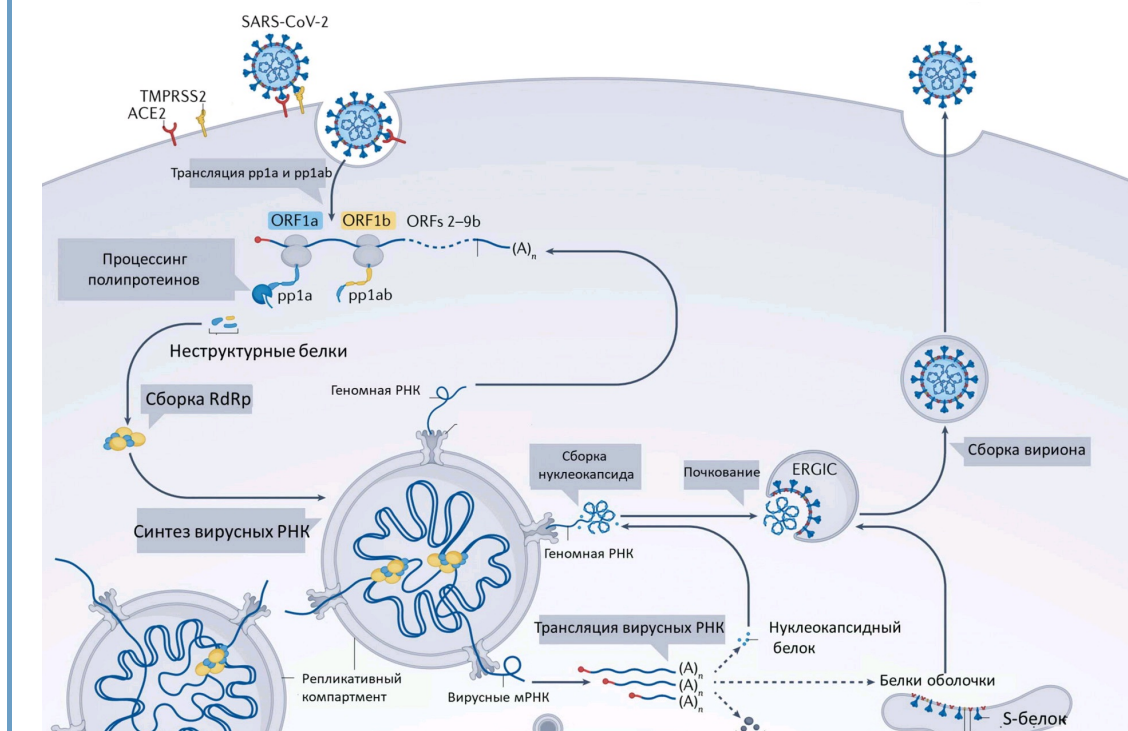 SARS-CoV-2
TMPRSS2
ACE2
Трансляция pp1a и pp1ab
ORF1a
ORF1b
ORFs 2–9b
(A)n
Процессинг
полипротеинов
pp1a
pp1ab
Неструктурные белки
Геномная РНК
Сборка RdRp
Сборка
нуклеокапсида
Почкование
ERGIC
Сборка вириона
Синтез вирусных РНК
Геномная РНК
Трансляция вирусных РНК
Нуклеокапсидный
белок
Репликативный
компартмент
Вирусные мРНК
(A)n
(A)n
(A)n
Белки оболочки
S-белок